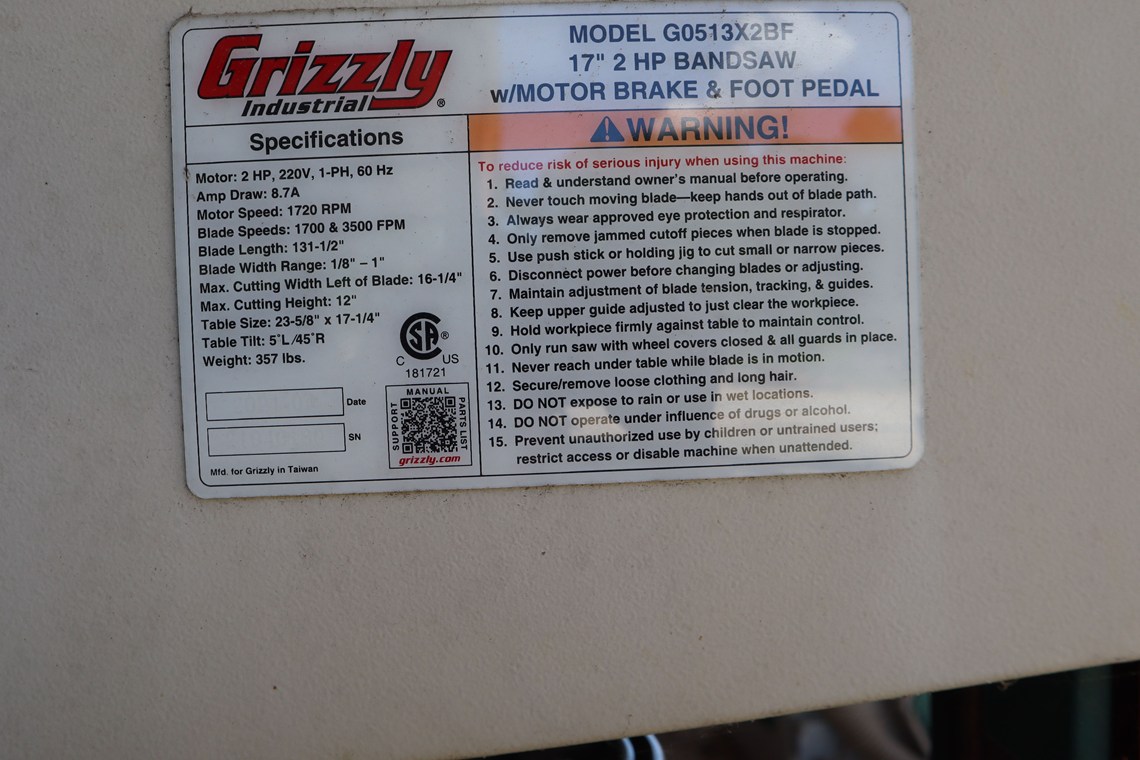 Grizzly
Industrial®
MODEL G0513X2BF
17" 2 HP BANDSAW
w/MOTOR BRAKE & FOOT PEDAL
Specifications
Motor: 2 HP, 220V, 1-PH, 60 Hz
Amp Draw: 8.7A
Motor Speed: 1720 RPM
Blade Speeds: 1700 & 3500 FPM
Blade Length: 131-1/2"
Blade Width Range: 1/8" – 1"
Max. Cutting Width Left of Blade: 16-1/4"
Max. Cutting Height: 12"
Table Size: 23-5/8" x 17-1/4"
Table Tilt: 5°L /45°R
Weight: 357 lbs.
SA®
C US
181721
Date
SN
Mfd. for Grizzly in Taiwan
MANUAL
SUPPORT
PARTS LIST
grizzly.com
WARNING!
To reduce risk of serious injury when using this machine:
1. Read & understand owner's manual before operating.
2. Never touch moving blade—keep hands out of blade path.
3. Always wear approved eye protection and respirator.
4. Only remove jammed cutoff pieces when blade is stopped.
5. Use push stick or holding jig to cut small or narrow pieces.
6. Disconnect power before changing blades or adjusting.
7. Maintain adjustment of blade tension, tracking, & guides.
8. Keep upper guide adjusted to just clear the workpiece.
9. Hold workpiece firmly against table to maintain control.
10. Only run saw with wheel covers closed & all guards in place.
11. Never reach under table while blade is in motion.
12. Secure/remove loose clothing and long hair.
13. DO NOT expose to rain or use in wet locations.
14. DO NOT operate under influence of drugs or alcohol.
15. Prevent unauthorized use by children or untrained users;
restrict access or disable machine when unattended.